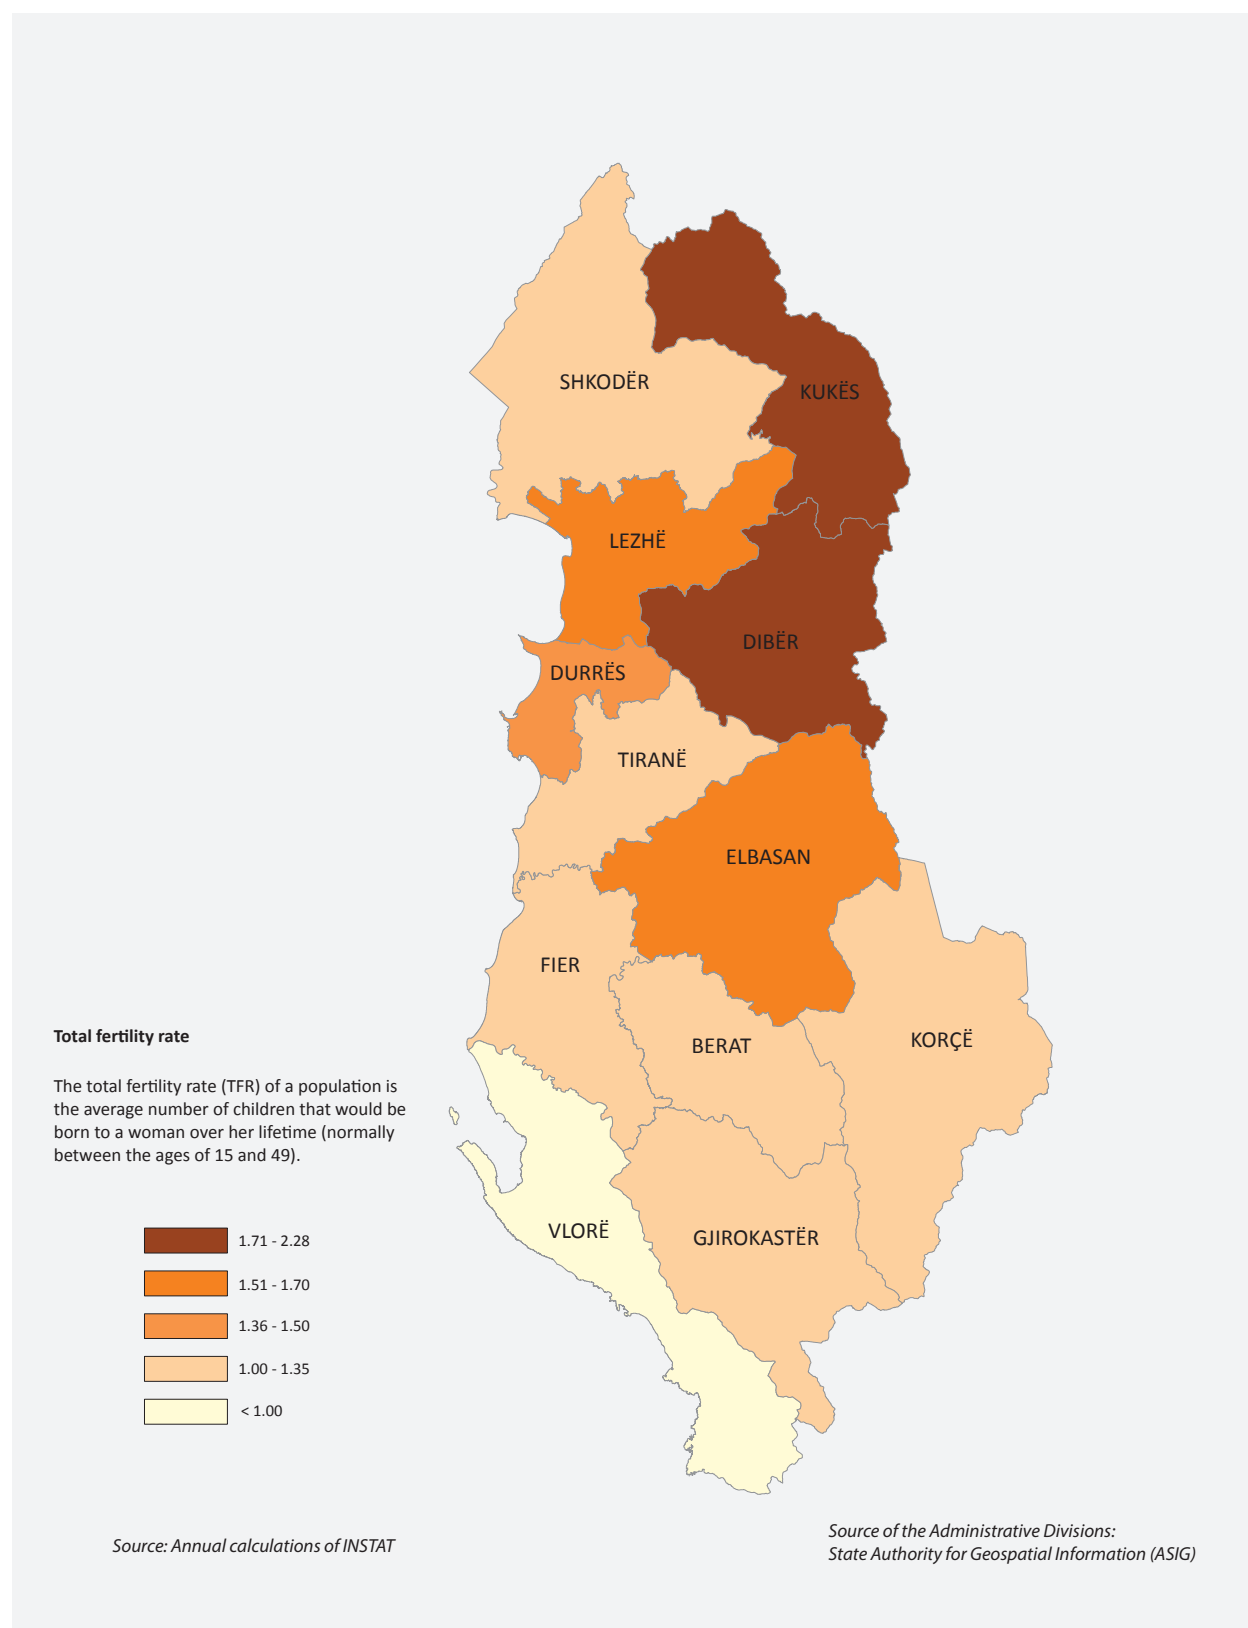 SHKODËR
KUKËS
LEZHË
DIBËR
DURRËS
TIRANË
ELBASAN
FIER
KORÇË
BERAT
VLORË
GJIROKASTËR
Total fertility rate
The total fertility rate (TFR) of a population is
the average number of children that would be
born to a woman over her lifetime (normally
between the ages of 15 and 49).
1.71 - 2.28
1.51 - 1.70
1.36 - 1.50
1.00 - 1.35
< 1.00
Source: Annual calculations of INSTAT
Source of the Administrative Divisions:
State Authority for Geospatial Information (ASIG)